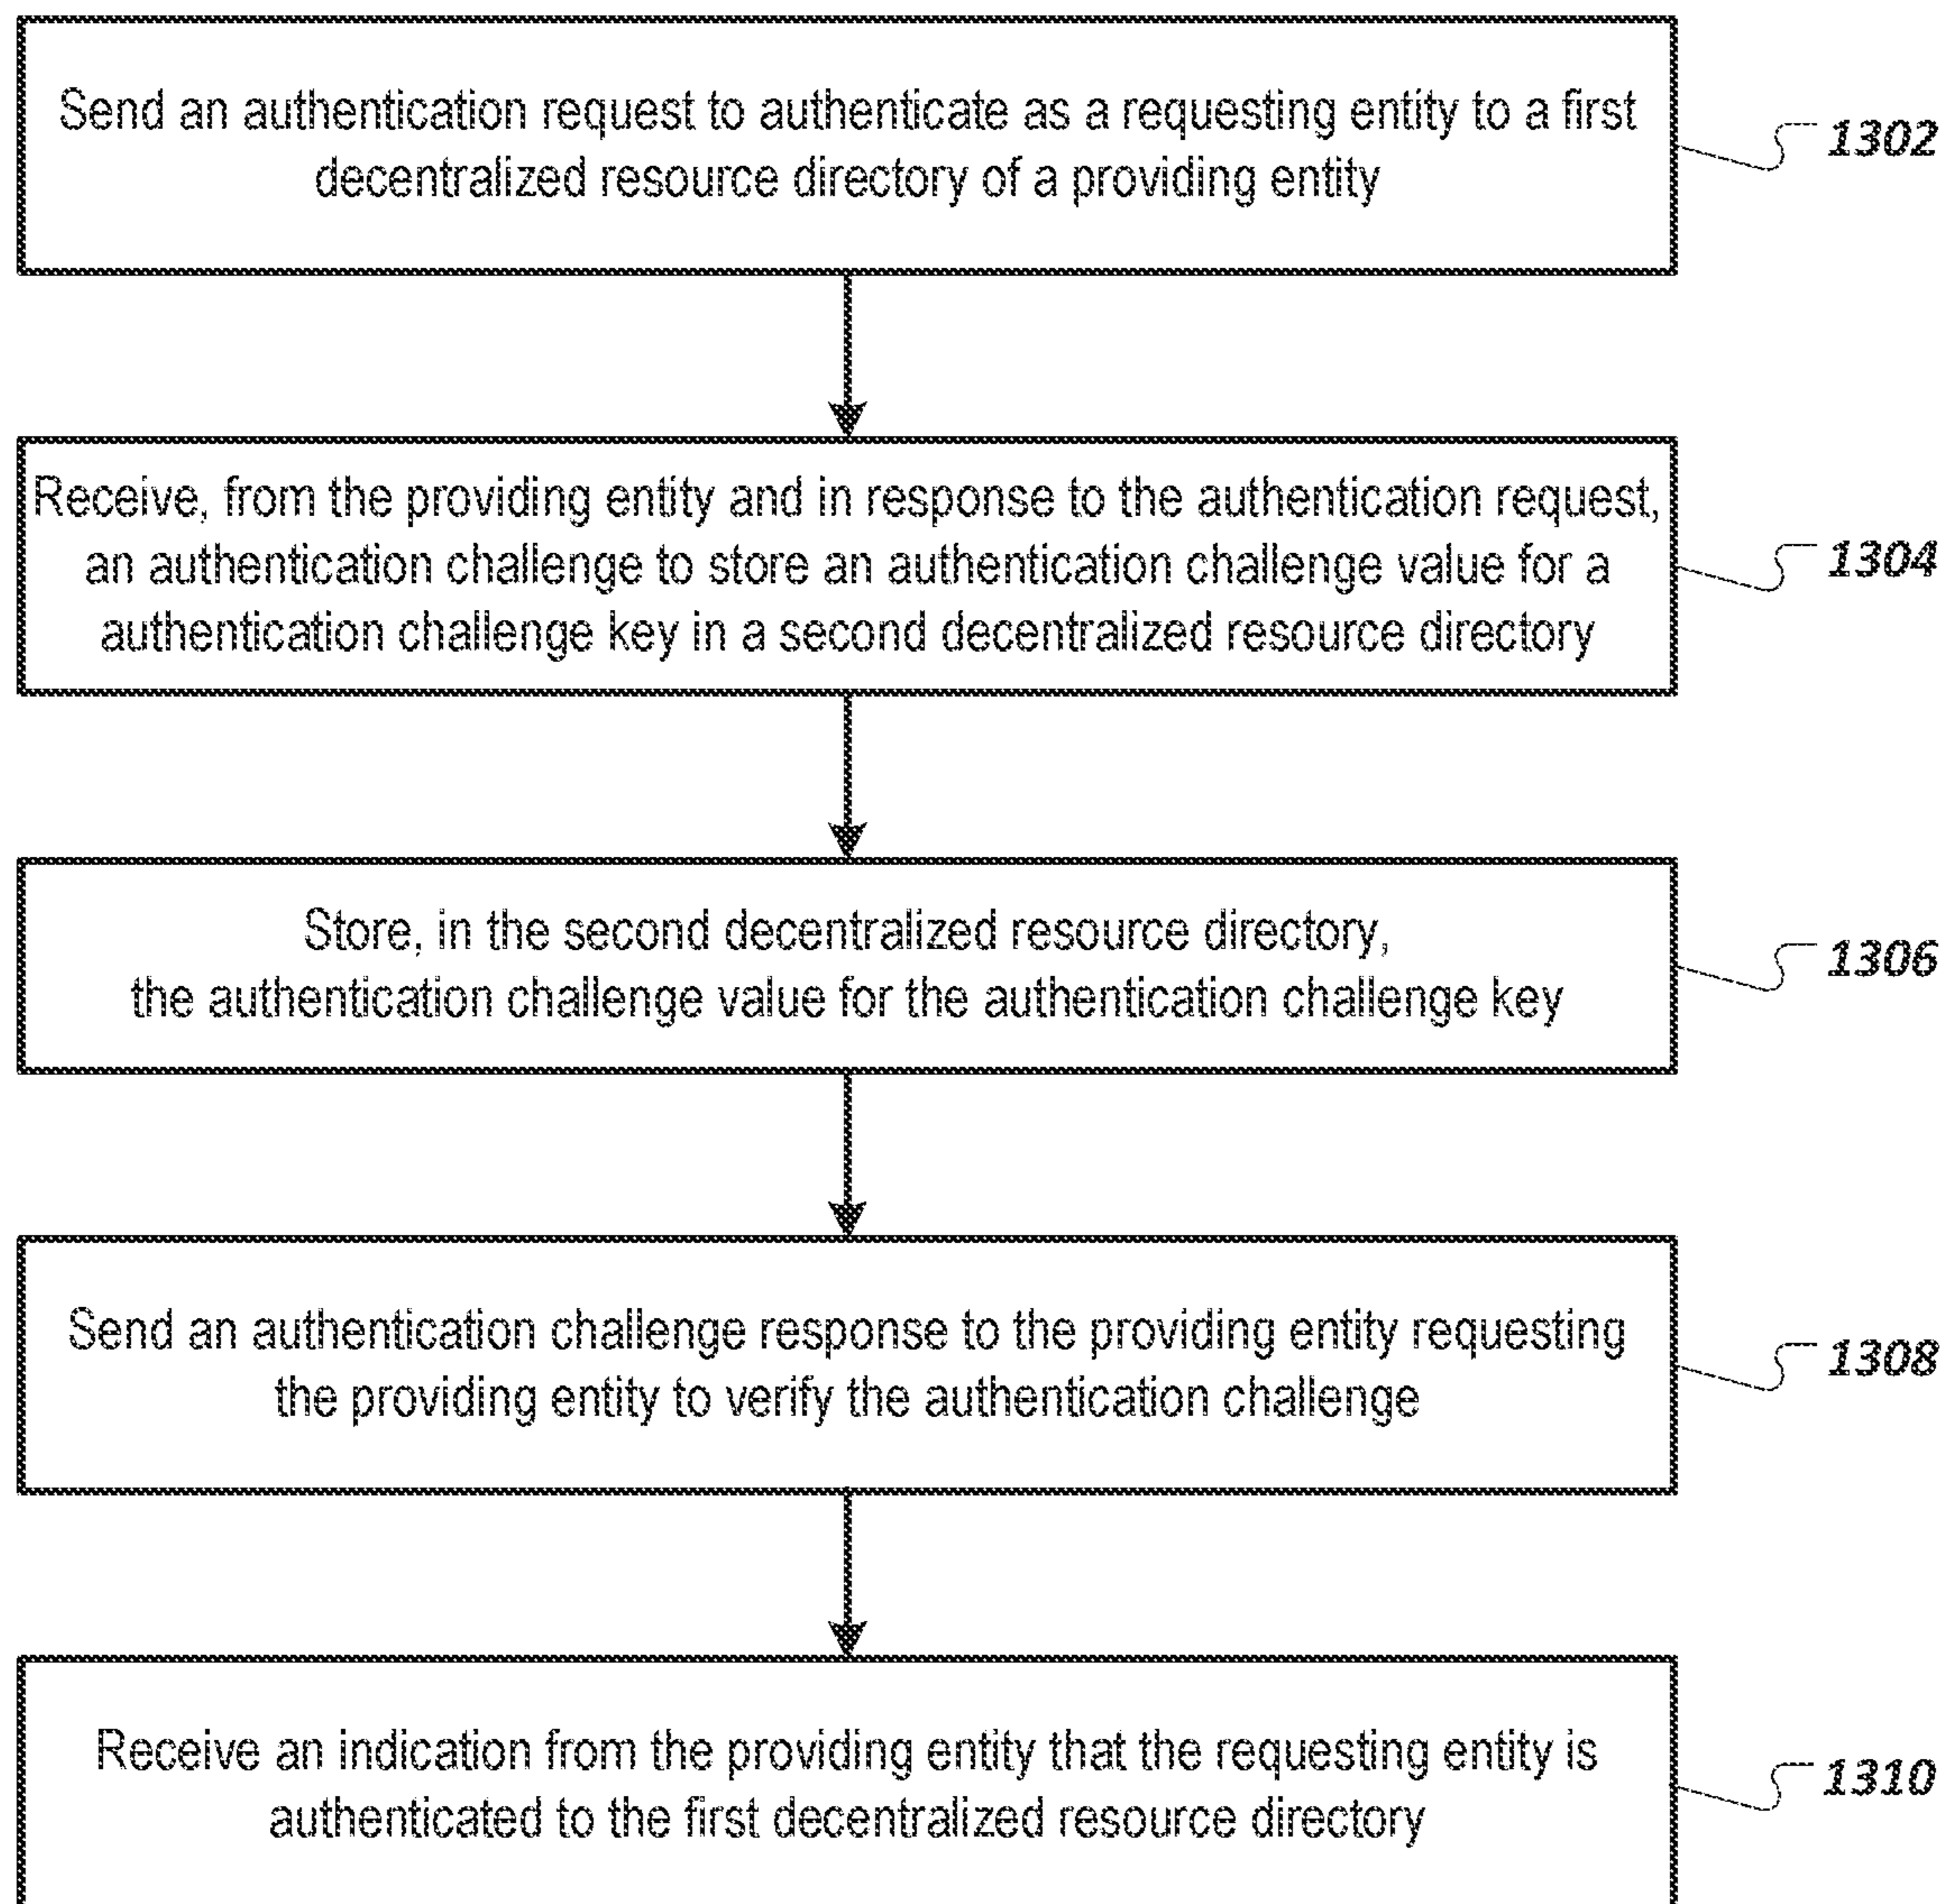 Send an authentication request to authenticate as a requesting entity to a first
decentralized resource directory of a providing entity
1302
Receive, from the providing entity and in response to the authentication request,
an authentication challenge to store an authentication challenge value for a
authentication challenge key in a second decentralized resource directory
1304
Store, in the second decentralized resource directory,
the authentication challenge value for the authentication challenge key
1306
Send an authentication challenge response to the providing entity requesting
the providing entity to verify the authentication challenge
1308
Receive an indication from the providing entity that the requesting entity is
authenticated to the first decentralized resource directory
1310